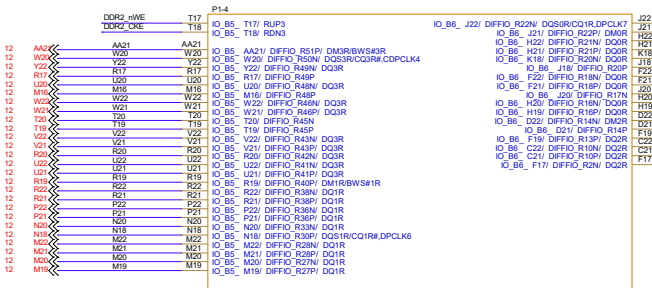 P1-4
DDR2_nWE T17 IO_B5_ T17/ RUP3
DDR2_CKE T18 IO_B5_ T18/ RDN3
12 AA21 AA21 AA21 IO_B5_ AA21/ DIFFIO_R51P/ DM3R/BWS#3R
12 W20 W20 W20 IO_B5_ W20/ DIFFIO_R50N/ DQS3R/CQ3R#,CDPCLK4
12 Y22 Y22 Y22 IO_B5_ Y22/ DIFFIO_R49N/ DQ3R
12 R17 R17 R17 IO_B5_ R17/ DIFFIO_R49P
12 U20 U20 U20 IO_B5_ U20/ DIFFIO_R48N/ DQ3R
12 M16 M16 M16 IO_B5_ M16/ DIFFIO_R48P
12 W22 W22 W22 IO_B5_ W22/ DIFFIO_R46N/ DQ3R
12 W21 W21 W21 IO_B5_ W21/ DIFFIO_R46P/ DQ3R
12 T20 T20 T20 IO_B5_ T20/ DIFFIO_R45N
12 T19 T19 T19 IO_B5_ T19/ DIFFIO_R45P
12 V22 V22 V22 IO_B5_ V22/ DIFFIO_R43N/ DQ3R
12 V21 V21 V21 IO_B5_ V21/ DIFFIO_R43P/ DQ3R
12 R20 R20 R20 IO_B5_ R20/ DIFFIO_R42N/ DQ3R
12 U22 U22 U22 IO_B5_ U22/ DIFFIO_R41N/ DQ3R
12 U21 U21 U21 IO_B5_ U21/ DIFFIO_R41P/ DQ3R
12 R19 R19 R19 IO_B5_ R19/ DIFFIO_R40P/ DM1R/BWS#1R
12 R22 R22 R22 IO_B5_ R22/ DIFFIO_R38N/ DQ1R
12 R21 R21 R21 IO_B5_ R21/ DIFFIO_R38P/ DQ1R
12 P22 P22 P22 IO_B5_ P22/ DIFFIO_R36N/ DQ1R
12 P21 P21 P21 IO_B5_ P21/ DIFFIO_R36P/ DQ1R
12 N20 N20 N20 IO_B5_ N20/ DIFFIO_R33N/ DQ1R
12 N18 N18 N18 IO_B5_ N18/ DIFFIO_R30P/ DQS1R/CQ1R#,DPCLK6
12 M22 M22 M22 IO_B5_ M22/ DIFFIO_R28N/ DQ1R
12 M21 M21 M21 IO_B5_ M21/ DIFFIO_R28P/ DQ1R
12 M20 M20 M20 IO_B5_ M20/ DIFFIO_R27N/ DQ1R
12 M19 M19 M19 IO_B5_ M19/ DIFFIO_R27P/ DQ1R
IO_B6_ J22/ DIFFIO_R22N/ DQS0R/CQ1R,DPCLK7 J22
IO_B6_ J21/ DIFFIO_R22P/ DM0R J21
IO_B6_ H22/ DIFFIO_R21N/ DQ0R H22
IO_B6_ H21/ DIFFIO_R21P/ DQ0R H21
IO_B6_ K18/ DIFFIO_R20N/ DQ0R K18
IO_B6_ J18/ DIFFIO_R20P J18
IO_B6_ F22/ DIFFIO_R18N/ DQ0R F22
IO_B6_ F21/ DIFFIO_R18P/ DQ0R F21
IO_B6_ J20/ DIFFIO_R17N J20
IO_B6_ H20/ DIFFIO_R16N/ DQ0R H20
IO_B6_ H19/ DIFFIO_R16P/ DQ0R H19
IO_B6_ D22/ DIFFIO_R14N/ DM2R D22
IO_B6_ D21/ DIFFIO_R14P D21
IO_B6_ F19/ DIFFIO_R13P/ DQ2R F19
IO_B6_ C22/ DIFFIO_R10N/ DQ2R C22
IO_B6_ C21/ DIFFIO_R10P/ DQ2R C21
IO_B6_ F17/ DIFFIO_R2N/ DQ2R F17